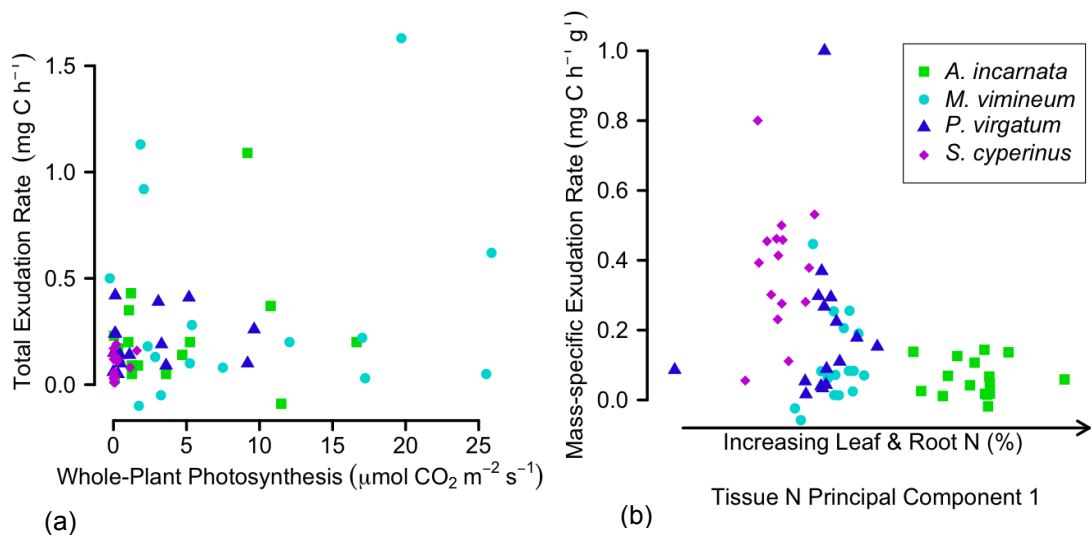 Total Exudation Rate (mg C h⁻¹)
1.5
1.0
0.5
0.0
0
5
10
15
20
25
Whole-Plant Photosynthesis (μmol CO₂ m⁻² s⁻¹)
(a)
Mass-specific Exudation Rate (mg C h⁻¹ g¹)
1.0
0.8
0.6
0.4
0.2
0.0
A. incarnata
M. vimineum
P. virgatum
S. cyperinus
Increasing Leaf & Root N (%)
Tissue N Principal Component 1
(b)